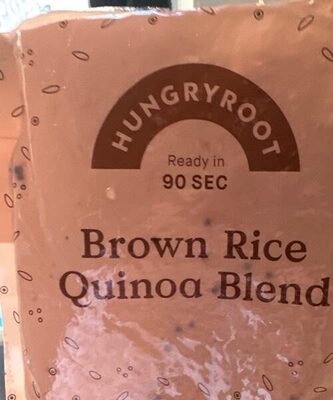 HUNGRYROOT
Ready in
90 SEC
Brown Rice
Quinoa Blend